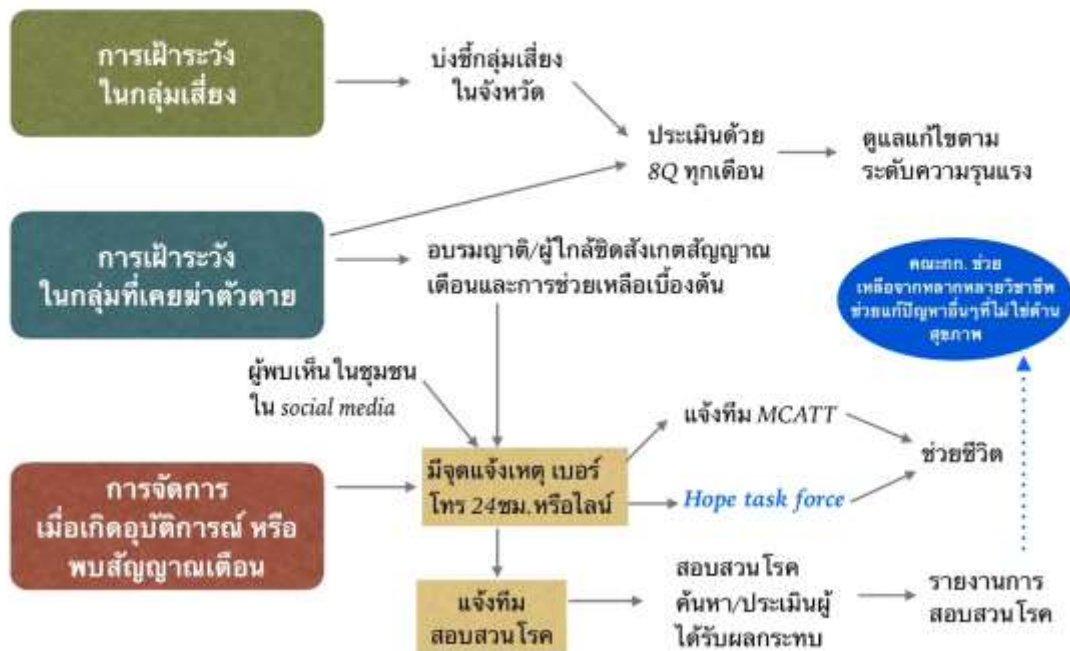 การเฝ้าระวัง
ในกลุ่มเสี่ยง
บ่งชี้กลุ่มเสี่ยง
ในจังหวัด
ประเมินด้วย
8Q ทุกเดือน
ดูแลแก้ไขตาม
ระดับความรุนแรง
การเฝ้าระวัง
ในกลุ่มที่เคยฆ่าตัวตาย
อบรมญาติ/ผู้ใกล้ชิดสังเกตสัญญาณ
เตือนและการช่วยเหลือเบื้องต้น
คณะกก. ช่วย
เหลือจากหลากหลายวิชาชีพ
ช่วยแก้ปัญหาอื่นๆที่ไม่ใช่ด้าน
สุขภาพ
ผู้พบเห็นในชุมชน
ใน social media
การจัดการ
เมื่อเกิดอุบัติการณ์ หรือ
พบสัญญาณเตือน
มีจุดแจ้งเหตุ เบอร์
โทร 24ชม.หรือไลน์
แจ้งทีม MCATT
Hope task force
ช่วยชีวิต
แจ้งทีม
สอบสวนโรค
สอบสวนโรค
ค้นหา/ประเมินผู้
ได้รับผลกระทบ
รายงานการ
สอบสวนโรค